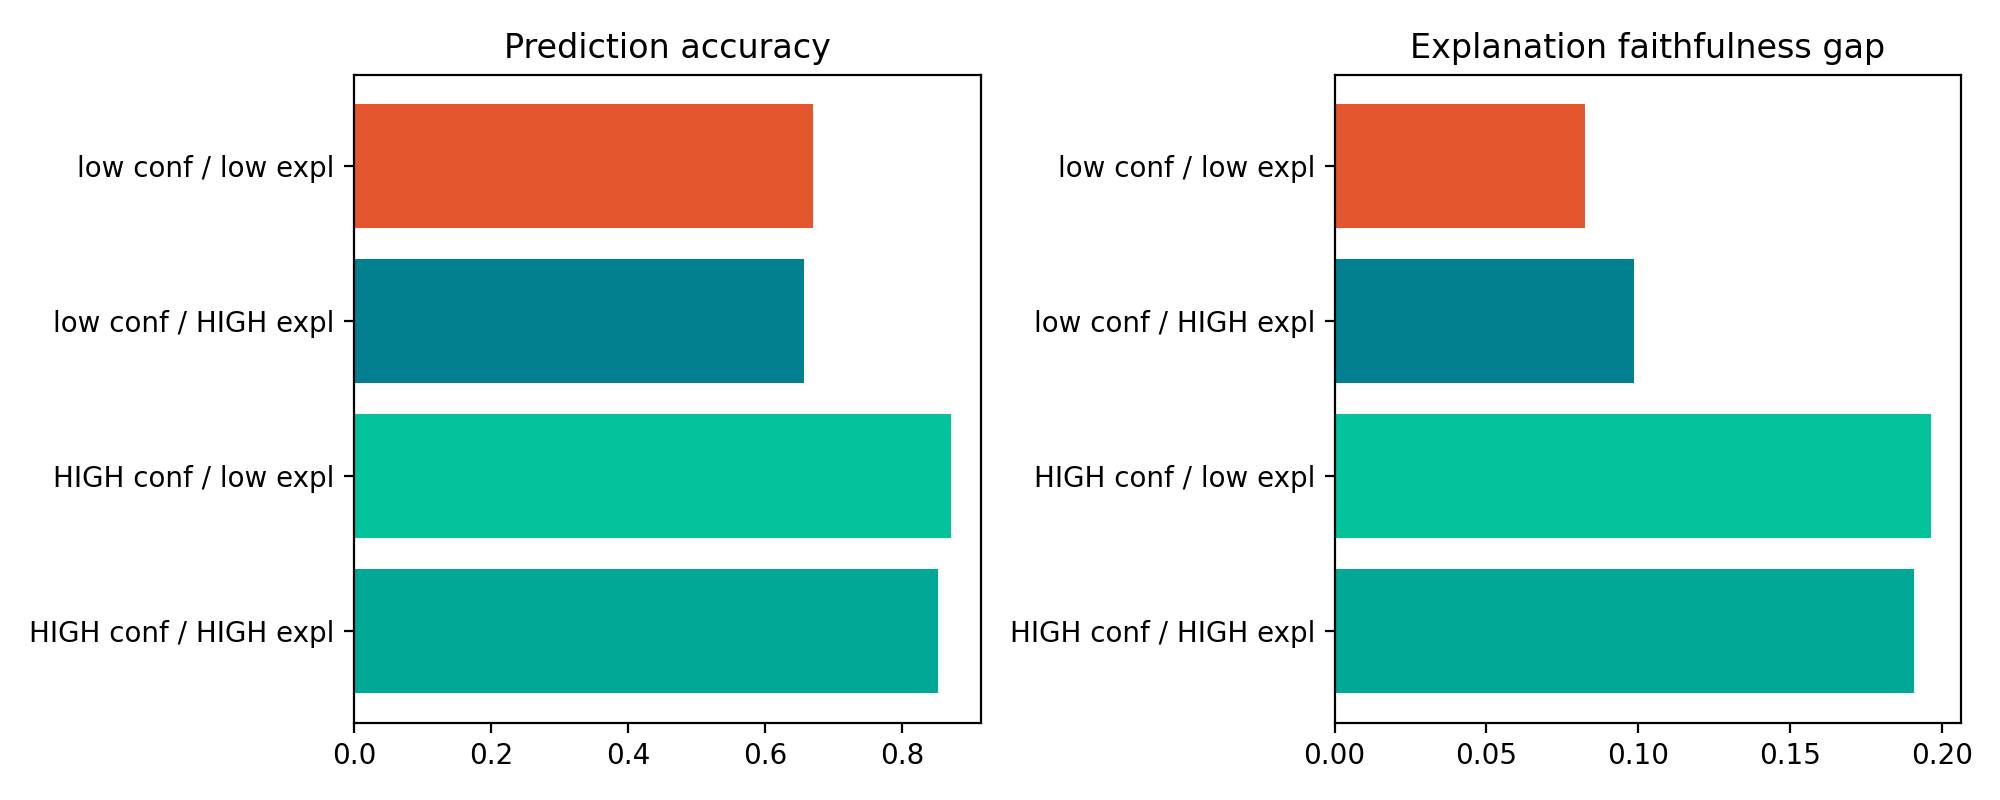 Prediction accuracy
low conf / low expl
low conf / HIGH expl
HIGH conf / low expl
HIGH conf / HIGH expl
0.0 0.2 0.4 0.6 0.8
Explanation faithfulness gap
low conf / low expl
low conf / HIGH expl
HIGH conf / low expl
HIGH conf / HIGH expl
0.00 0.05 0.10 0.15 0.20